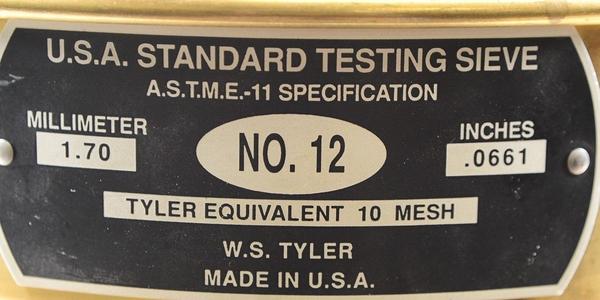 U.S.A. STANDARD TESTING SIEVE
A.S.T.M.E.-11 SPECIFICATION
MILLIMETER
1.70
NO. 12
INCHES
.0661
TYLER EQUIVALENT 10 MESH
W.S. TYLER
MADE IN U.S.A.